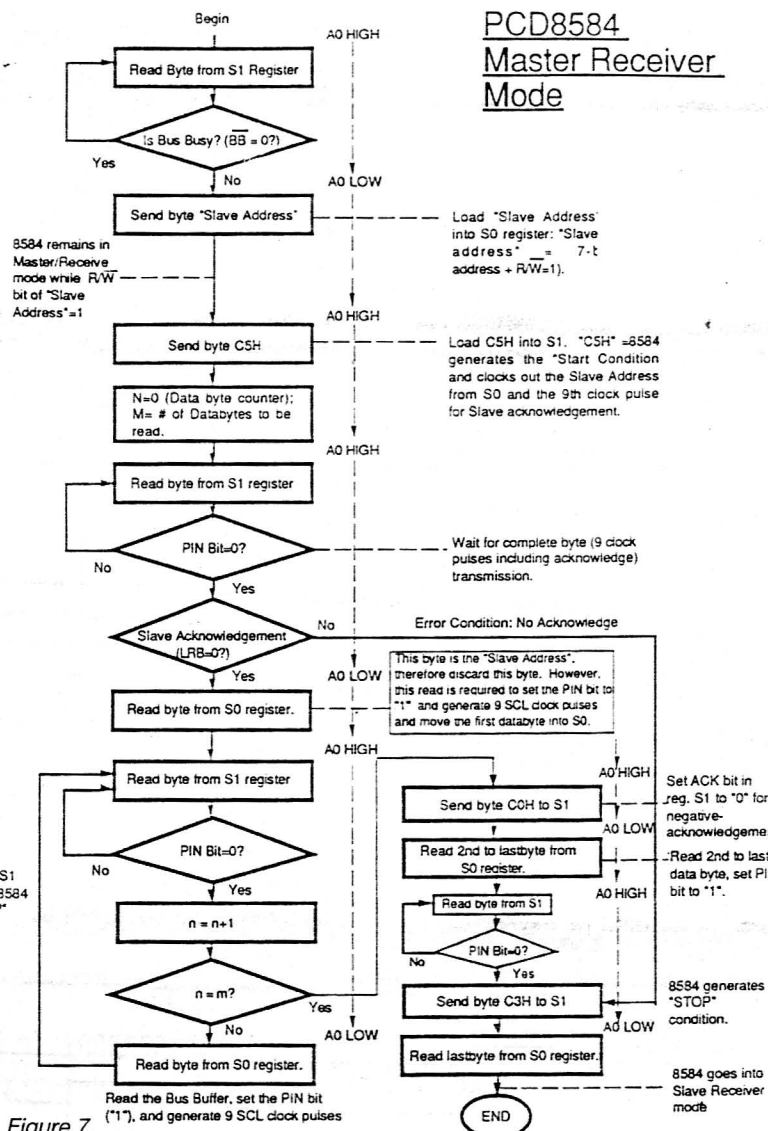 PCD8584
Master Receiver
Mode
Begin
A0 HIGH
Read Byte from S1 Register
Is Bus Busy? (BB = 0?)
Yes
No
A0 LOW
Send byte "Slave Address"
Load "Slave Address
into S0 register: "Slave
address" = 7-t
address + R/W=1).
8584 remains in
Master/Receive
mode while R/W
bit of "Slave
Address"=1
A0 HIGH
Send byte C5H
Load C5H into S1. "C5H" =8584
generates the "Start Condition
and clocks out the Slave Address
from S0 and the 9th clock pulse
for Slave acknowledgement.
N=0 (Data byte counter);
M= # of Databytes to be
read.
A0 HIGH
Read byte from S1 register
PIN Bit=0?
No
Yes
Wait for complete byte (9 clock
pulses including acknowledge)
transmission.
Slave Acknowledgement
(LRB=0?)
No
Error Condition: No Acknowledge
Yes
A0 LOW
This byte is the "Slave Address",
therefore discard this byte. However,
this read is required to set the PIN bit to
"1" and generate 9 SCL clock pulses
and move the first databyte into S0.
Read byte from S0 register.
A0 HIGH
Read byte from S1 register
A0 HIGH
Send byte C0H to S1
Set ACK bit in
reg. S1 to "0" for
negative-
acknowledgeme
A0 LOW
PIN Bit=0?
No
Yes
Read 2nd to lastbyte from
S0 register.
Read 2nd to last
data byte, set PI
bit to "1".
S1
8584
n = n+1
A0 HIGH
Read byte from S1
PIN Bit=0?
No
Yes
n = m?
Yes
No
Send byte C3H to S1
8584 generates
"STOP"
condition.
A0 LOW
A0 LOW
Read byte from S0 register.
Read lastbyte from S0 register.
8584 goes into
Slave Receiver
mode
Read the Bus Buffer, set the PIN bit
("1"), and generate 9 SCL clock pulses
END
Figure 7